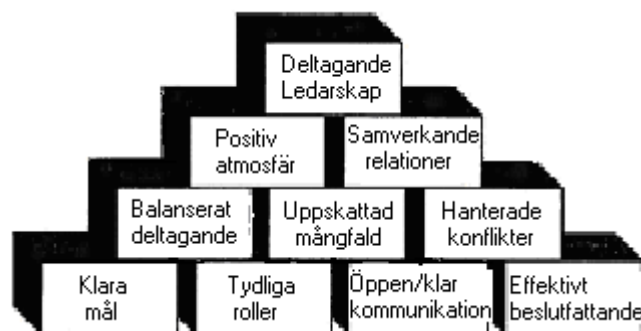 Deltagande
Ledarskap
Positiv
atmosfär
Samverkande
relationer
Balanserat
deltagande
Uppskattad
mångfald
Hanterade
konflikter
Klara
mål
Tydliga
roller
Öppen/klar
kommunikation
Effektivt
beslutfattande